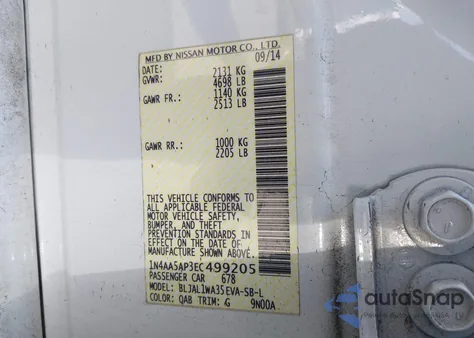 MFD BY NISSAN MOTOR CO., LTD.
DATE: 09/14
GVWR: 2131 KG
4698 LB
GAWR FR.: 1140 KG
2513 LB
GAWR RR.: 1000 KG
2205 LB
THIS VEHICLE CONFORMS TO
ALL APPLICABLE FEDERAL
MOTOR VEHICLE SAFETY,
BUMPER, AND THEFT
PREVENTION STANDARDS
IN EFFECT ON THE DATE OF
MANUFACTURE SHOWN ABOVE.
1N4AA5AP3EC499205
PASSENGER CAR 678
MODEL: BLJAL1WA35EVA-SB-L
COLOR: QAB TRIM: G 9N00A
autoSnap